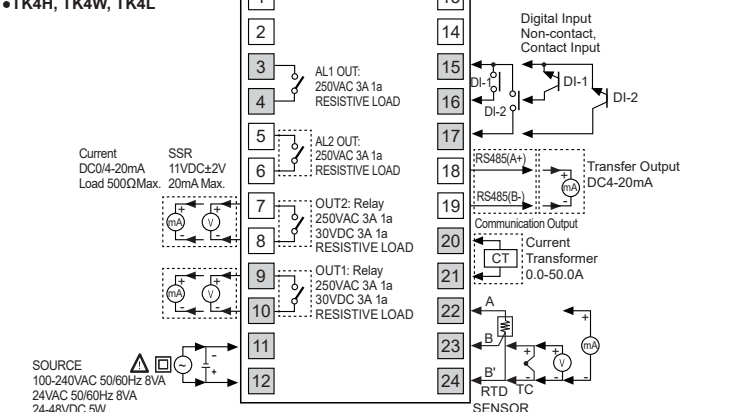 ●TK4H, TK4W, TK4L
2
3
4
5
6
7
8
9
10
11
12
14
15
16
17
18
19
20
21
22
23
24
AL1 OUT:
250VAC 3A 1a
RESISTIVE LOAD
AL2 OUT:
250VAC 3A 1a
RESISTIVE LOAD
Current
DC0/4-20mA
Load 500ΩMax.
SSR
11VDC±2V
20mA Max.
mA
V
OUT2: Relay
250VAC 3A 1a
30VDC 3A 1a
RESISTIVE LOAD
mA
V
OUT1: Relay
250VAC 3A 1a
30VDC 3A 1a
RESISTIVE LOAD
SOURCE
100-240VAC 50/60Hz 8VA
24VAC 50/60Hz 8VA
24-48VDC 5W
Digital Input
Non-contact,
Contact Input
DI-1
DI-2
DI-1
DI-2
RS485(A+)
RS485(B-)
mA
Transfer Output
DC4-20mA
Communication Output
CT
Current
Transformer
0.0-50.0A
A
B
B'
RTD
TC
V
mA
SENSOR